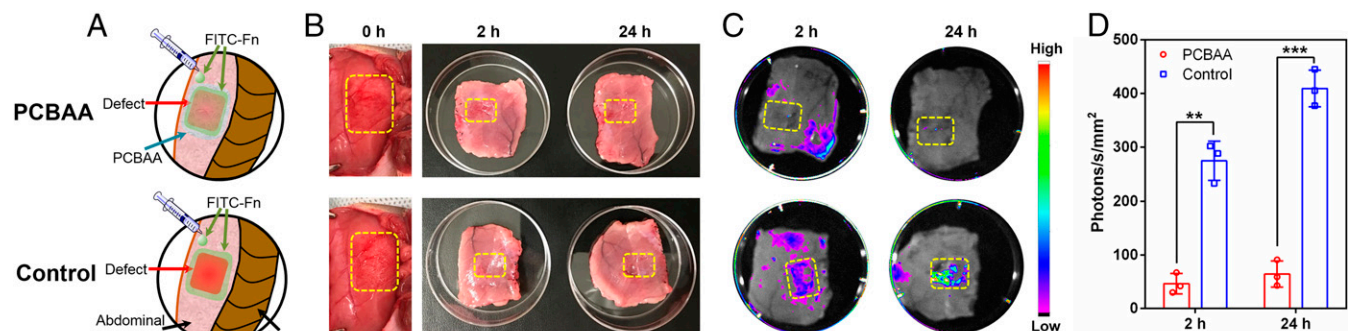 A
FITC-Fn
PCBAA
Defect
PCBAA
FITC-Fn
Control
Defect
Abdominal
B
0 h
2 h
24 h
C
2 h
24 h
High
Low
D
PCBAA
Control
**
***
Photons/s/mm²
500
400
300
200
100
0
2 h
24 h